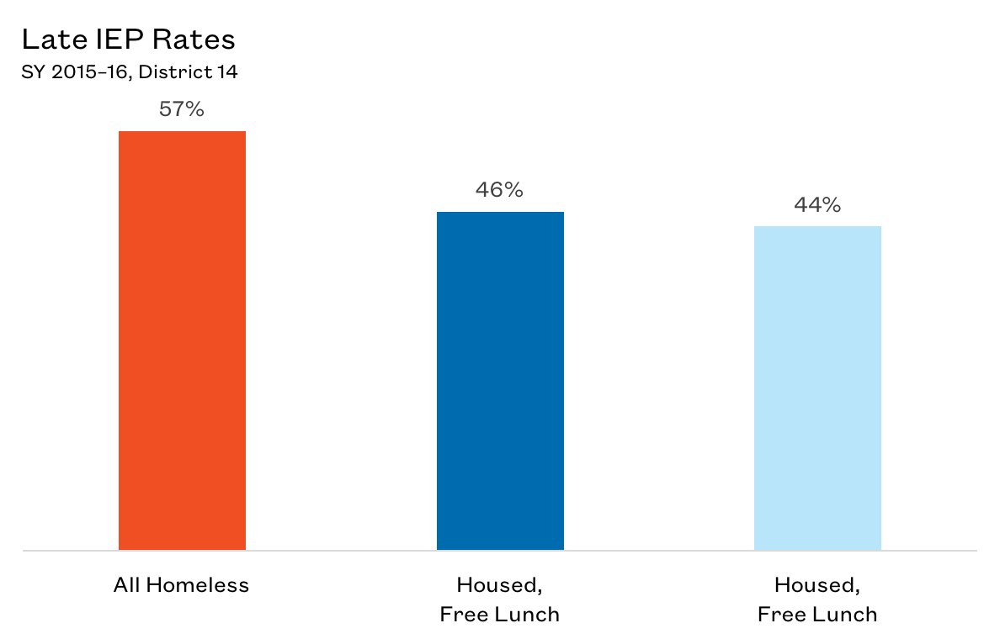 Late IEP Rates
SY 2015–16, District 14
57%
46%
44%
All Homeless
Housed,
Free Lunch
Housed,
Free Lunch